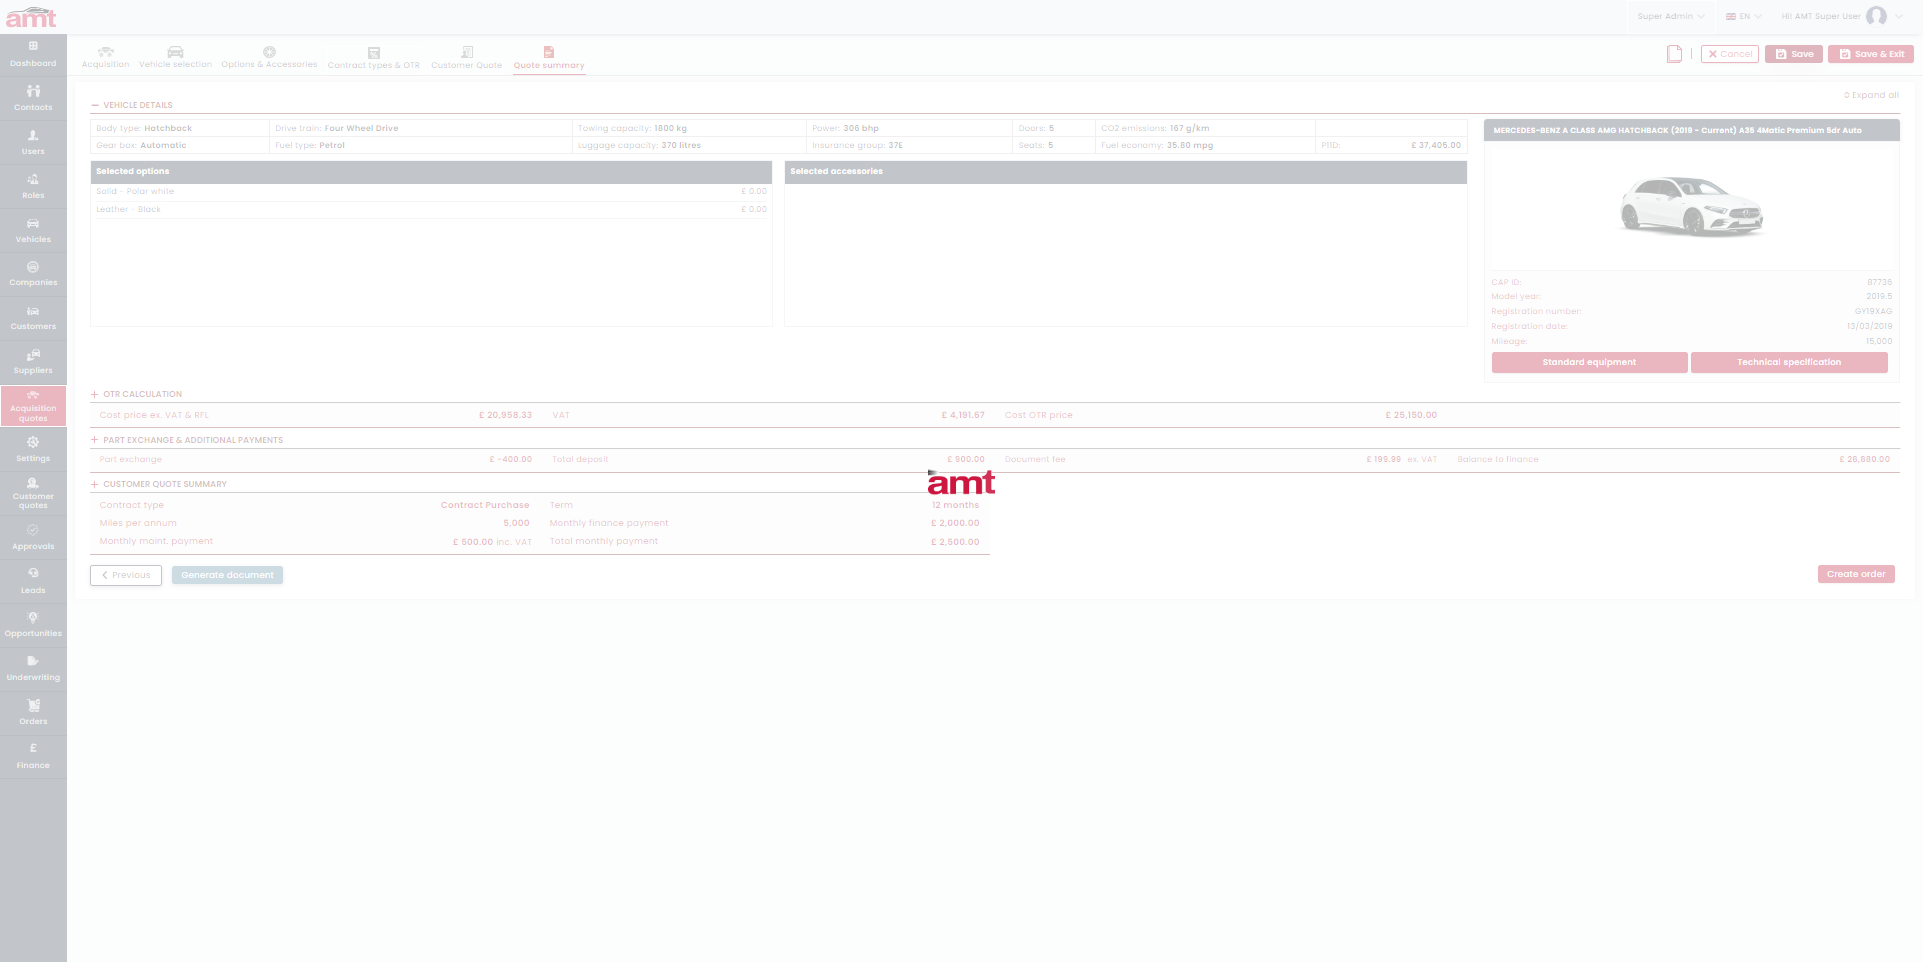 amt
Super Admin
EN
Hi! AMT Super User
Dashboard
Contacts
Users
Roles
Vehicles
Companies
Customers
Suppliers
Acquisition
quotes
Settings
Customer
quotes
Approvals
Leads
Opportunities
Underwriting
Orders
Finance
Acquisition
Vehicle selection
Options & Accessories
Contract types & OTR
Customer Quote
Quote summary
Cancel
Save
Save & Exit
Expand all
VEHICLE DETAILS
Body type: Hatchback Drive train: Four Wheel Drive Towing capacity: 1800 kg Power: 306 bhp Doors: 5 CO2 emissions: 167 g/km
Gear box: Automatic Fuel type: Petrol Luggage capacity: 370 litres Insurance group: 37E Seats: 5 Fuel economy: 35.80 mpg P11D: £ 37,405.00
Selected options
Solid - Polar white £ 0.00
Leather - Black £ 0.00
Selected accessories
MERCEDES-BENZ A CLASS AMG HATCHBACK (2019 - Current) A35 4Matic Premium 5dr Auto
CAP ID: 87736
Model year: 2019.5
Registration number: GY19XAG
Registration date: 13/03/2019
Mileage: 15,000
Standard equipment
Technical specification
OTR CALCULATION
Cost price ex. VAT & RFL £ 20,958.33 VAT £ 4,191.67 Cost OTR price £ 25,150.00
PART EXCHANGE & ADDITIONAL PAYMENTS
Part exchange £ -400.00 Total deposit £ 900.00 Document fee £ 199.99 ex. VAT Balance to finance £ 28,880.00
CUSTOMER QUOTE SUMMARY
amt
Contract type Contract Purchase Term 12 months
Miles per annum 5,000 Monthly finance payment £ 2,000.00
Monthly maint. payment £ 500.00 inc. VAT Total monthly payment £ 2,500.00
Previous
Generate document
Create order